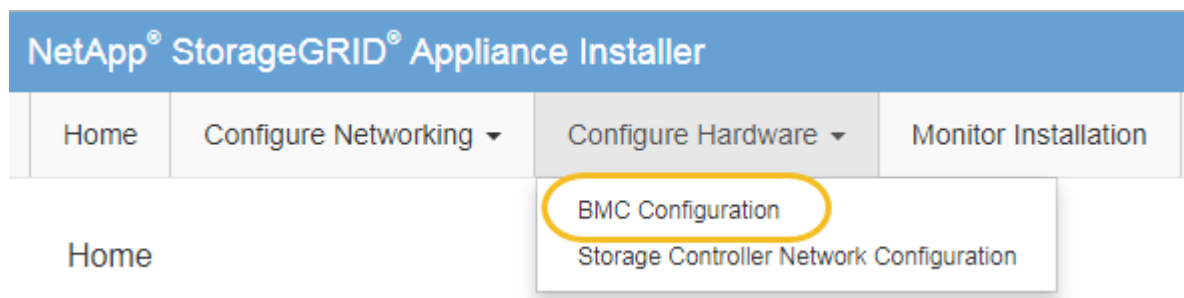 NetApp® StorageGRID® Appliance Installer
Home Configure Networking Configure Hardware Monitor Installation
BMC Configuration
Home
Storage Controller Network Configuration